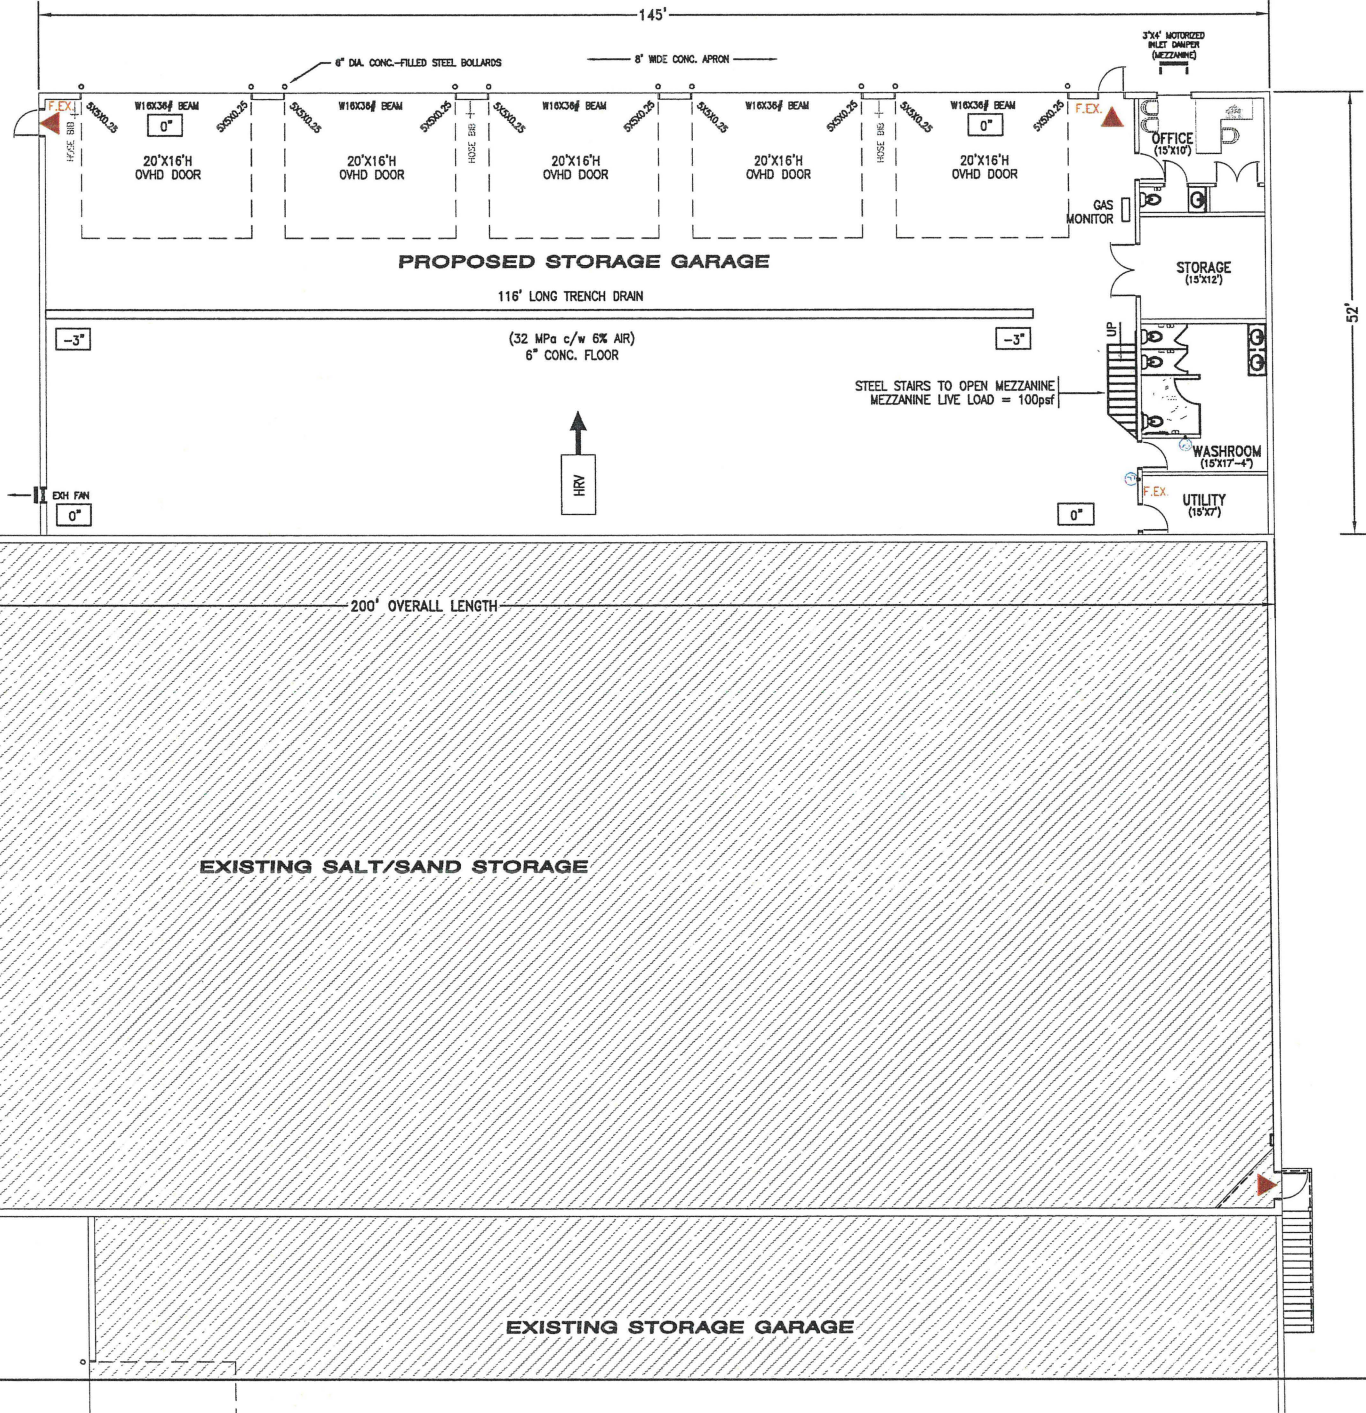 145'
3'X4' MOTORIZED
INLET DAMPER
(MEZZANINE)
6" DIA. CONC.-FILLED STEEL BOLLARDS
8' WIDE CONC. APRON
F.EX.
5X5X0.25
W16X36# BEAM
5X5X0.25
5X5X0.25
W16X36# BEAM
5X5X0.25
5X5X0.25
W16X36# BEAM
5X5X0.25
5X5X0.25
W16X36# BEAM
5X5X0.25
5X5X0.25
W16X36# BEAM
5X5X0.25
F.EX.
HOSE BIB
0"
HOSE BIB
HOSE BIB
0"
OFFICE
(15'X10')
20'X16'H
OVHD DOOR
20'X16'H
OVHD DOOR
20'X16'H
OVHD DOOR
20'X16'H
OVHD DOOR
20'X16'H
OVHD DOOR
GAS
MONITOR
PROPOSED STORAGE GARAGE
STORAGE
(15'X12')
116' LONG TRENCH DRAIN
52'
-3"
(32 MPa c/w 6% AIR)
6" CONC. FLOOR
-3"
UP
STEEL STAIRS TO OPEN MEZZANINE
MEZZANINE LIVE LOAD = 100psf
WASHROOM
(15'X17'-4")
HRV
EXH FAN
0"
0"
F.EX.
UTILITY
(15'X7')
200' OVERALL LENGTH
EXISTING SALT/SAND STORAGE
EXISTING STORAGE GARAGE